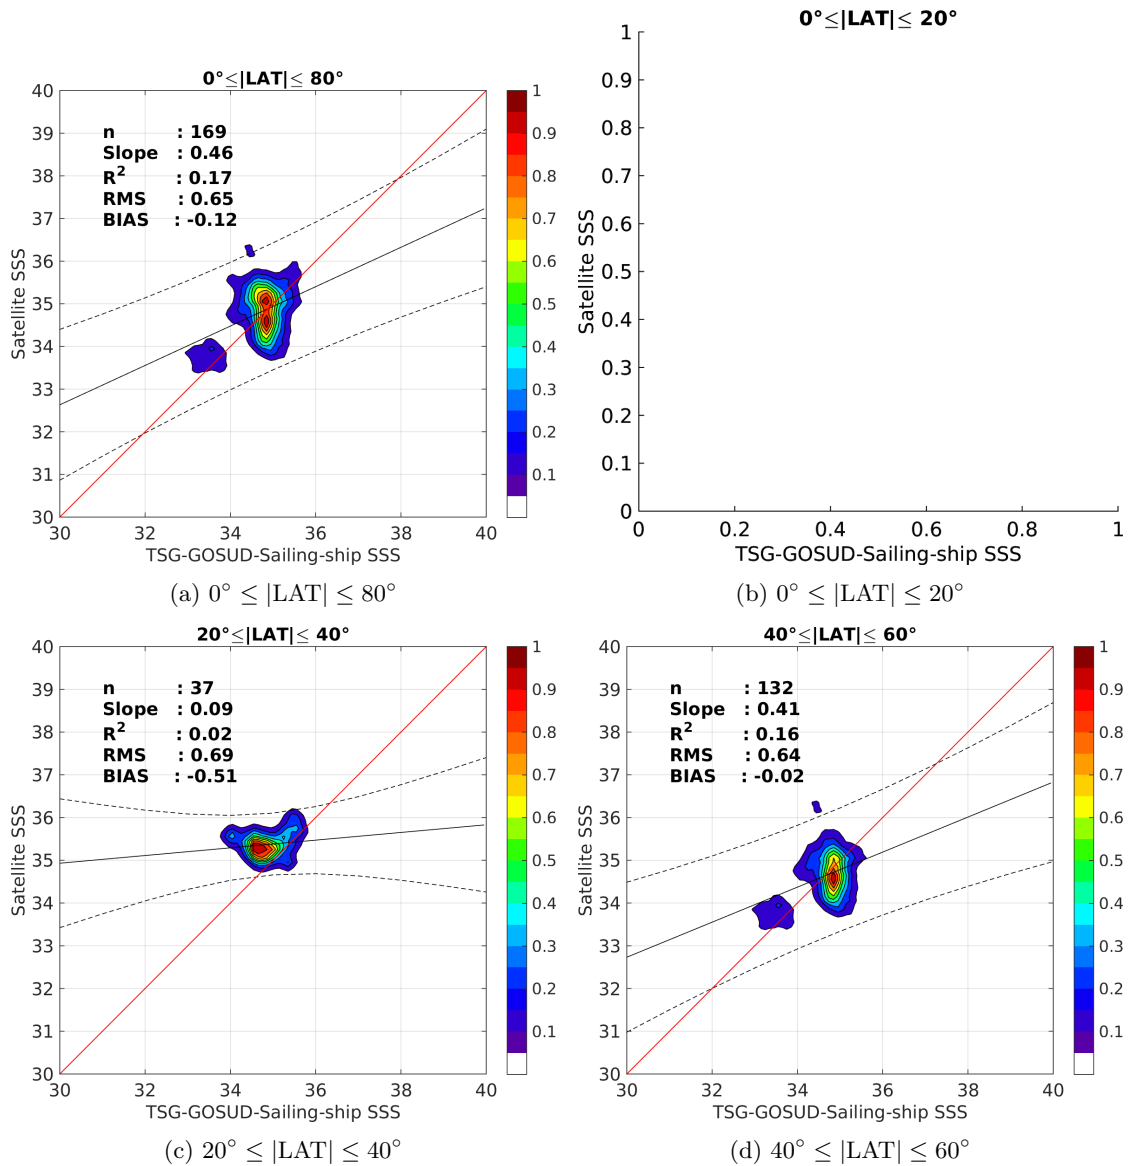 0°≤|LAT|≤ 80°
40
39
38
37
36
35
34
33
32
31
30
Satellite SSS
n : 169
Slope : 0.46
R2 : 0.17
RMS : 0.65
BIAS : -0.12
30 32 34 36 38 40
TSG-GOSUD-Sailing-ship SSS
1
0.9
0.8
0.7
0.6
0.5
0.4
0.3
0.2
0.1
(a) 0° ≤ |LAT| ≤ 80°
0°≤|LAT|≤ 20°
1
0.9
0.8
0.7
0.6
0.5
0.4
0.3
0.2
0.1
0
Satellite SSS
0 0.2 0.4 0.6 0.8 1
TSG-GOSUD-Sailing-ship SSS
(b) 0° ≤ |LAT| ≤ 20°
20°≤|LAT|≤ 40°
40
39
38
37
36
35
34
33
32
31
30
Satellite SSS
n : 37
Slope : 0.09
R2 : 0.02
RMS : 0.69
BIAS : -0.51
30 32 34 36 38 40
TSG-GOSUD-Sailing-ship SSS
1
0.9
0.8
0.7
0.6
0.5
0.4
0.3
0.2
0.1
(c) 20° ≤ |LAT| ≤ 40°
40°≤|LAT|≤ 60°
40
39
38
37
36
35
34
33
32
31
30
Satellite SSS
n : 132
Slope : 0.41
R2 : 0.16
RMS : 0.64
BIAS : -0.02
30 32 34 36 38 40
TSG-GOSUD-Sailing-ship SSS
1
0.9
0.8
0.7
0.6
0.5
0.4
0.3
0.2
0.1
(d) 40° ≤ |LAT| ≤ 60°